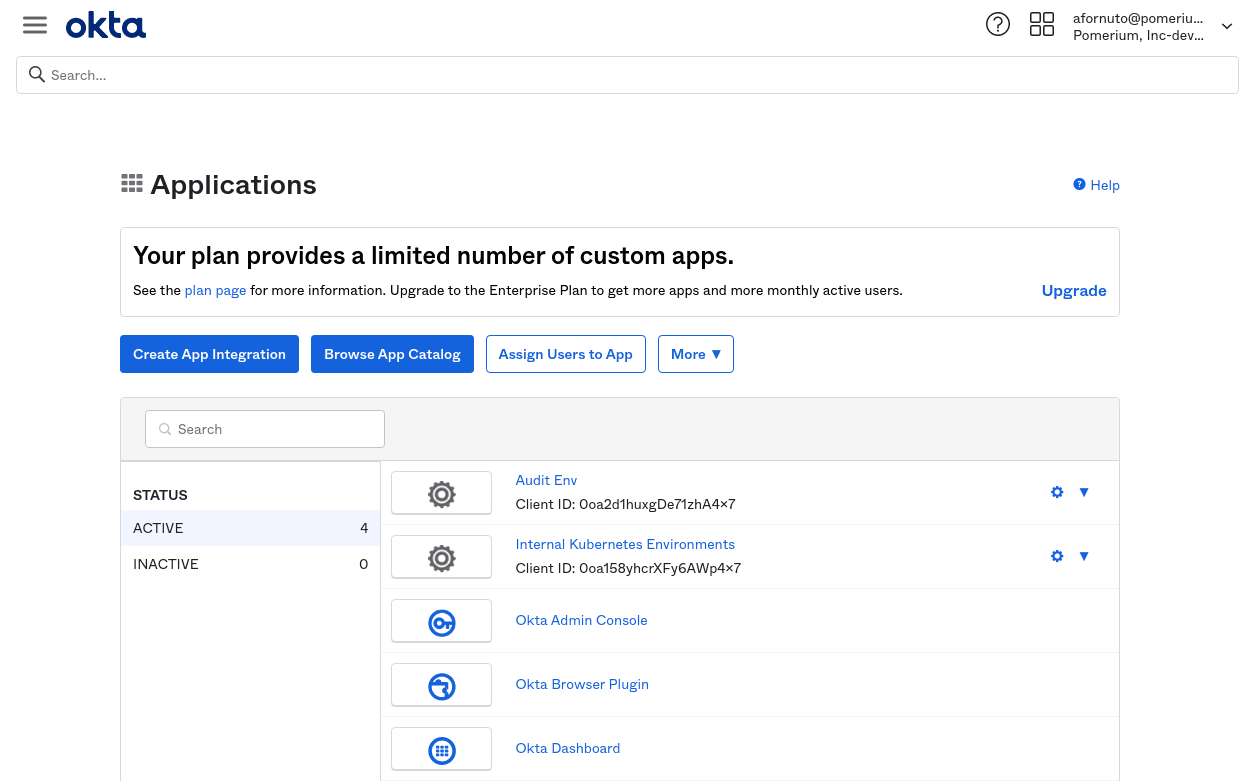 okta
afornuto@pomeriu...
Pomerium, Inc-dev...
Search...
Applications
Help
Your plan provides a limited number of custom apps.
See the plan page for more information. Upgrade to the Enterprise Plan to get more apps and more monthly active users.
Upgrade
Create App Integration
Browse App Catalog
Assign Users to App
More ▼
Search
STATUS
ACTIVE 4
INACTIVE 0
Audit Env
Client ID: 0oa2d1huxgDe71zhA4x7
Internal Kubernetes Environments
Client ID: 0oa158yhcrXFy6AWp4x7
Okta Admin Console
Okta Browser Plugin
Okta Dashboard